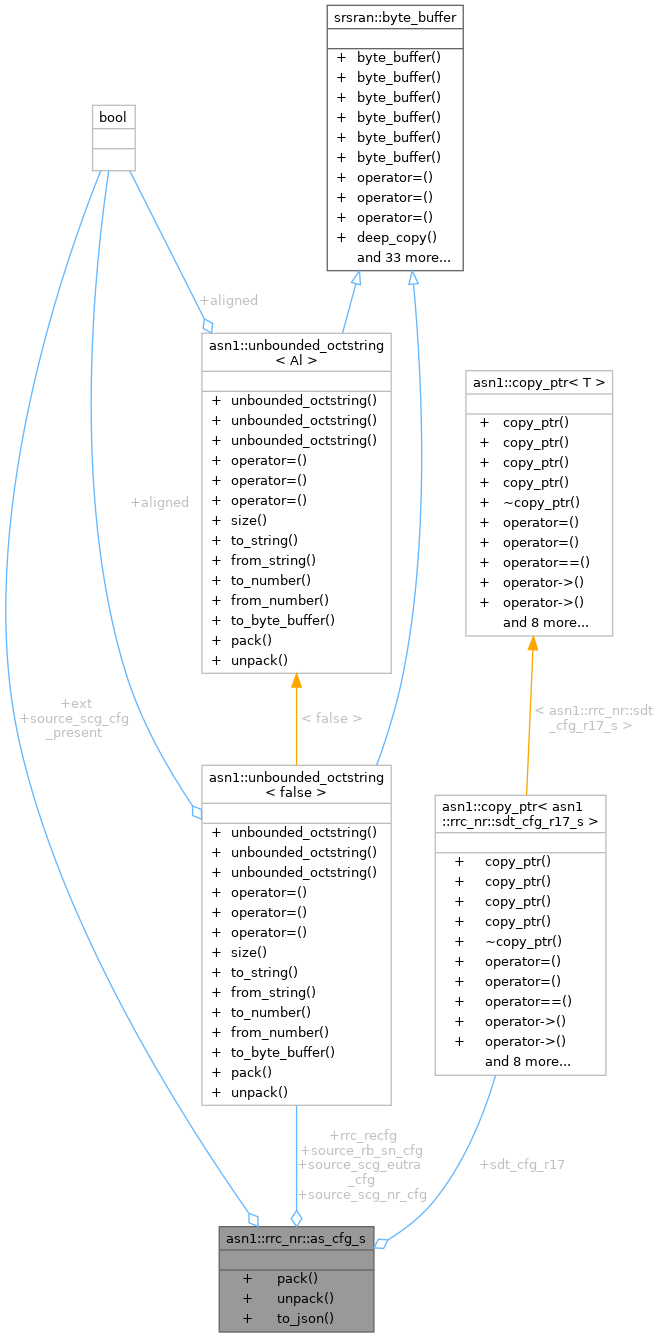 srsran::byte_buffer
+ byte_buffer()
+ byte_buffer()
+ byte_buffer()
+ byte_buffer()
+ byte_buffer()
+ byte_buffer()
+ operator=()
+ operator=()
+ operator=()
+ deep_copy()
and 33 more...
bool
+aligned
asn1::unbounded_octstring
< Al >
+ unbounded_octstring()
+ unbounded_octstring()
+ unbounded_octstring()
+ operator=()
+ operator=()
+ operator=()
+ size()
+ to_string()
+ from_string()
+ to_number()
+ from_number()
+ to_byte_buffer()
+ pack()
+ unpack()
asn1::copy_ptr< T >
+ copy_ptr()
+ copy_ptr()
+ copy_ptr()
+ copy_ptr()
+ ~copy_ptr()
+ operator=()
+ operator=()
+ operator==()
+ operator->()
+ operator->()
and 8 more...
+aligned
+ext
+source_scg_cfg
_present
< false >
< asn1::rrc_nr::sdt
_cfg_r17_s >
asn1::unbounded_octstring
< false >
+ unbounded_octstring()
+ unbounded_octstring()
+ unbounded_octstring()
+ operator=()
+ operator=()
+ operator=()
+ size()
+ to_string()
+ from_string()
+ to_number()
+ from_number()
+ to_byte_buffer()
+ pack()
+ unpack()
asn1::copy_ptr< asn1
::rrc_nr::sdt_cfg_r17_s >
+ copy_ptr()
+ copy_ptr()
+ copy_ptr()
+ copy_ptr()
+ ~copy_ptr()
+ operator=()
+ operator=()
+ operator==()
+ operator->()
+ operator->()
and 8 more...
+rrc_recfg
+source_rb_sn_cfg
+source_scg_eutra
_cfg
+source_scg_nr_cfg
+sdt_cfg_r17
asn1::rrc_nr::as_cfg_s
+ pack()
+ unpack()
+ to_json()